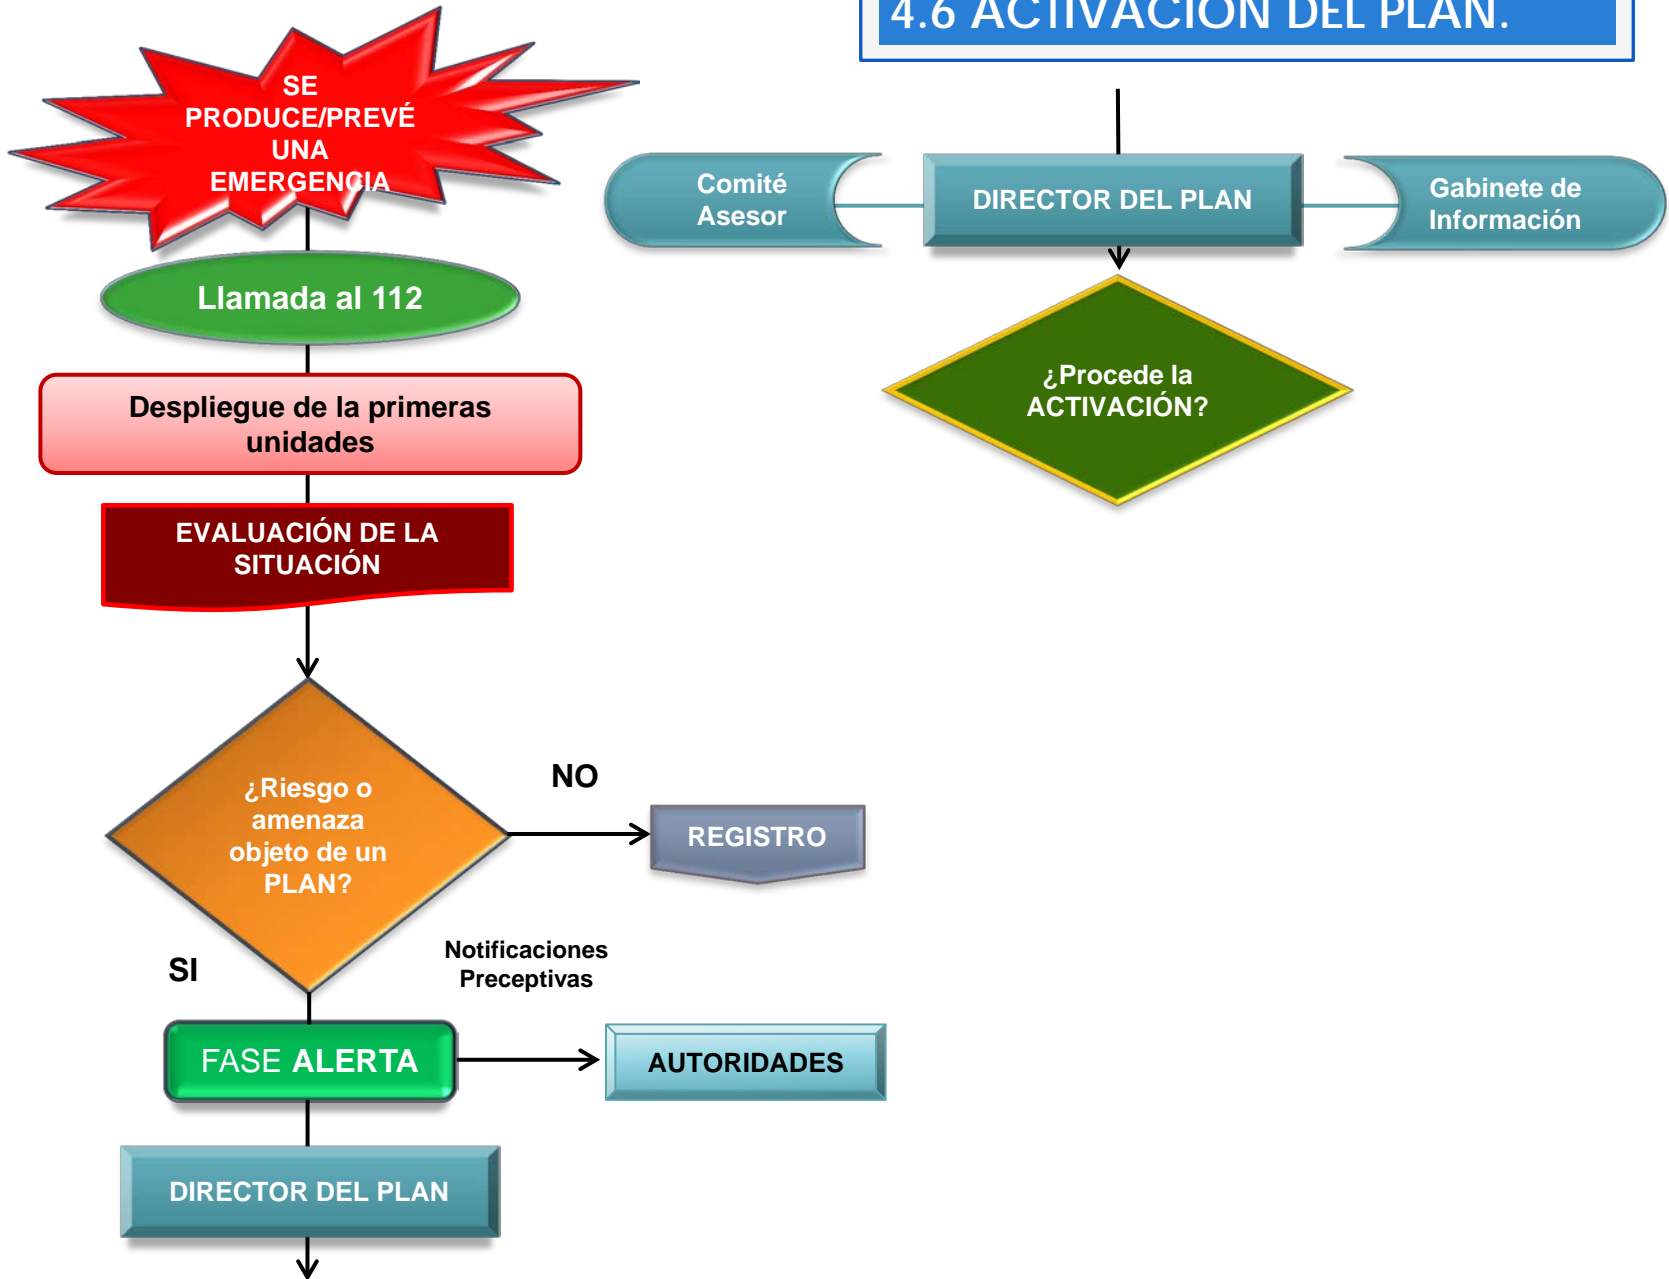 4.6 ACTIVACIÓN DEL PLAN.
SE
PRODUCE/PREVÉ
UNA
EMERGENCIA
Llamada al 112
Despliegue de la primeras
unidades
EVALUACIÓN DE LA
SITUACIÓN
¿Riesgo o
amenaza
objeto de un
PLAN?
NO
REGISTRO
SI
Notificaciones
Preceptivas
FASE ALERTA
AUTORIDADES
DIRECTOR DEL PLAN
Comité
Asesor
DIRECTOR DEL PLAN
Gabinete de
Información
¿Procede la
ACTIVACIÓN?